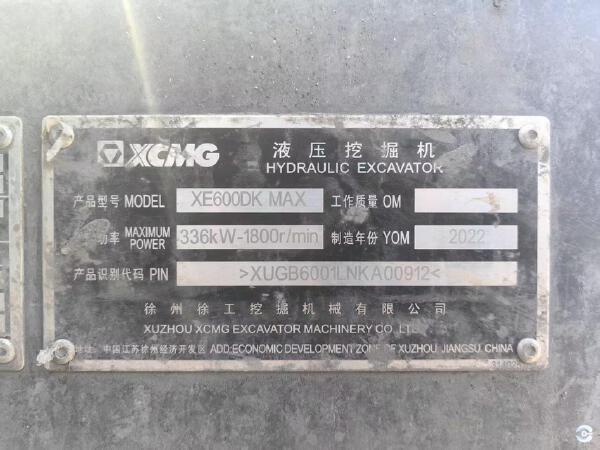 XCMG 液压挖掘机
HYDRAULIC EXCAVATOR
产品型号 MODEL XE600DK MAX 工作质量 OM
功率 MAXIMUM POWER 336kW-1800r/min 制造年份 YOM 2022
产品识别代码 PIN >XUGB6001LNKA00912<
徐州徐工挖掘机械有限公司
XUZHOU XCMG EXCAVATOR MACHINERY CO.,LTD
地址: 中国江苏徐州经济开发区 ADD:ECONOMIC DEVELOPMENT ZONE OF XUZHOU JIANGSU CHINA